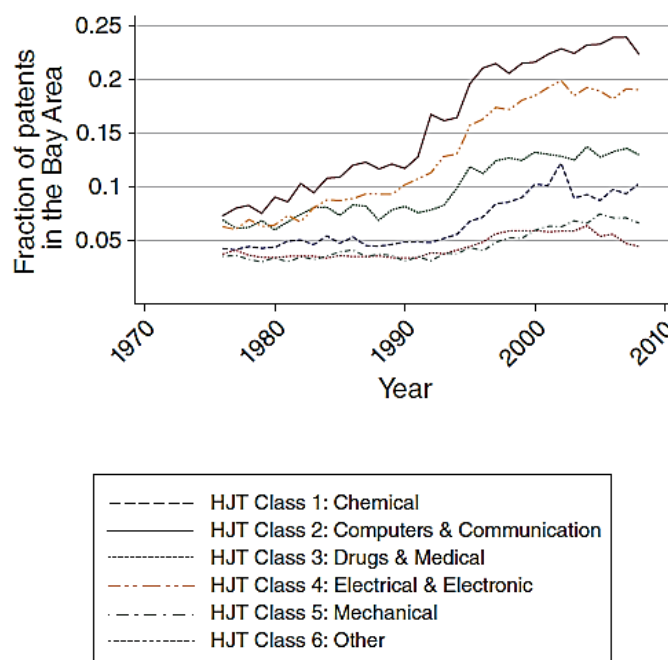 0.25
0.2
0.15
0.1
0.05
Fraction of patents
in the Bay Area
1970
1980
1990
2000
2010
Year
HJT Class 1: Chemical
HJT Class 2: Computers & Communication
HJT Class 3: Drugs & Medical
HJT Class 4: Electrical & Electronic
HJT Class 5: Mechanical
HJT Class 6: Other